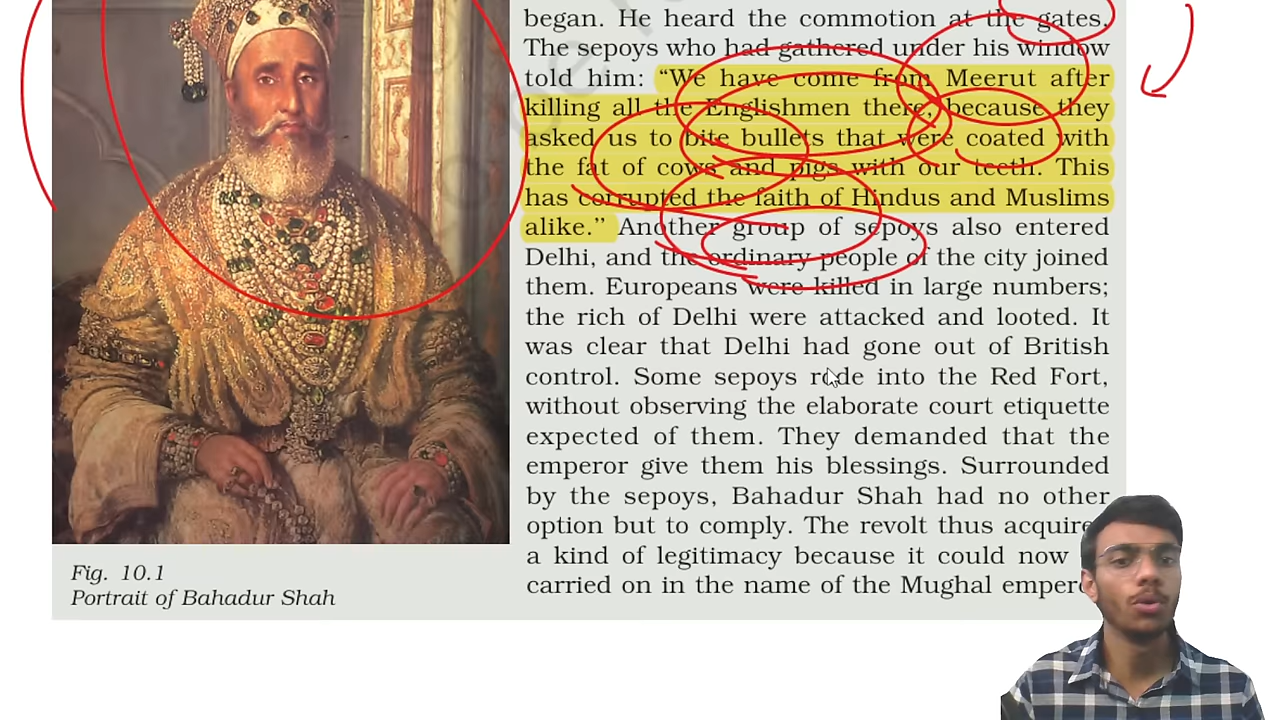 began. He heard the commotion at the gates.
The sepoys who had gathered under his window
told him: “We have come from Meerut after
killing all the Englishmen there, because they
asked us to bite bullets that were coated with
the fat of cows and pigs with our teeth. This
has corrupted the faith of Hindus and Muslims
alike.’’ Another group of sepoys also entered
Delhi, and the ordinary people of the city joined
them. Europeans were killed in large numbers;
the rich of Delhi were attacked and looted. It
was clear that Delhi had gone out of British
control. Some sepoys rode into the Red Fort,
without observing the elaborate court etiquette
expected of them. They demanded that the
emperor give them his blessings. Surrounded
by the sepoys, Bahadur Shah had no other
option but to comply. The revolt thus
a kind of legitimacy because it could now
carried on in the name of the Mughal
Fig. 10.1
Portrait of Bahadur Shah